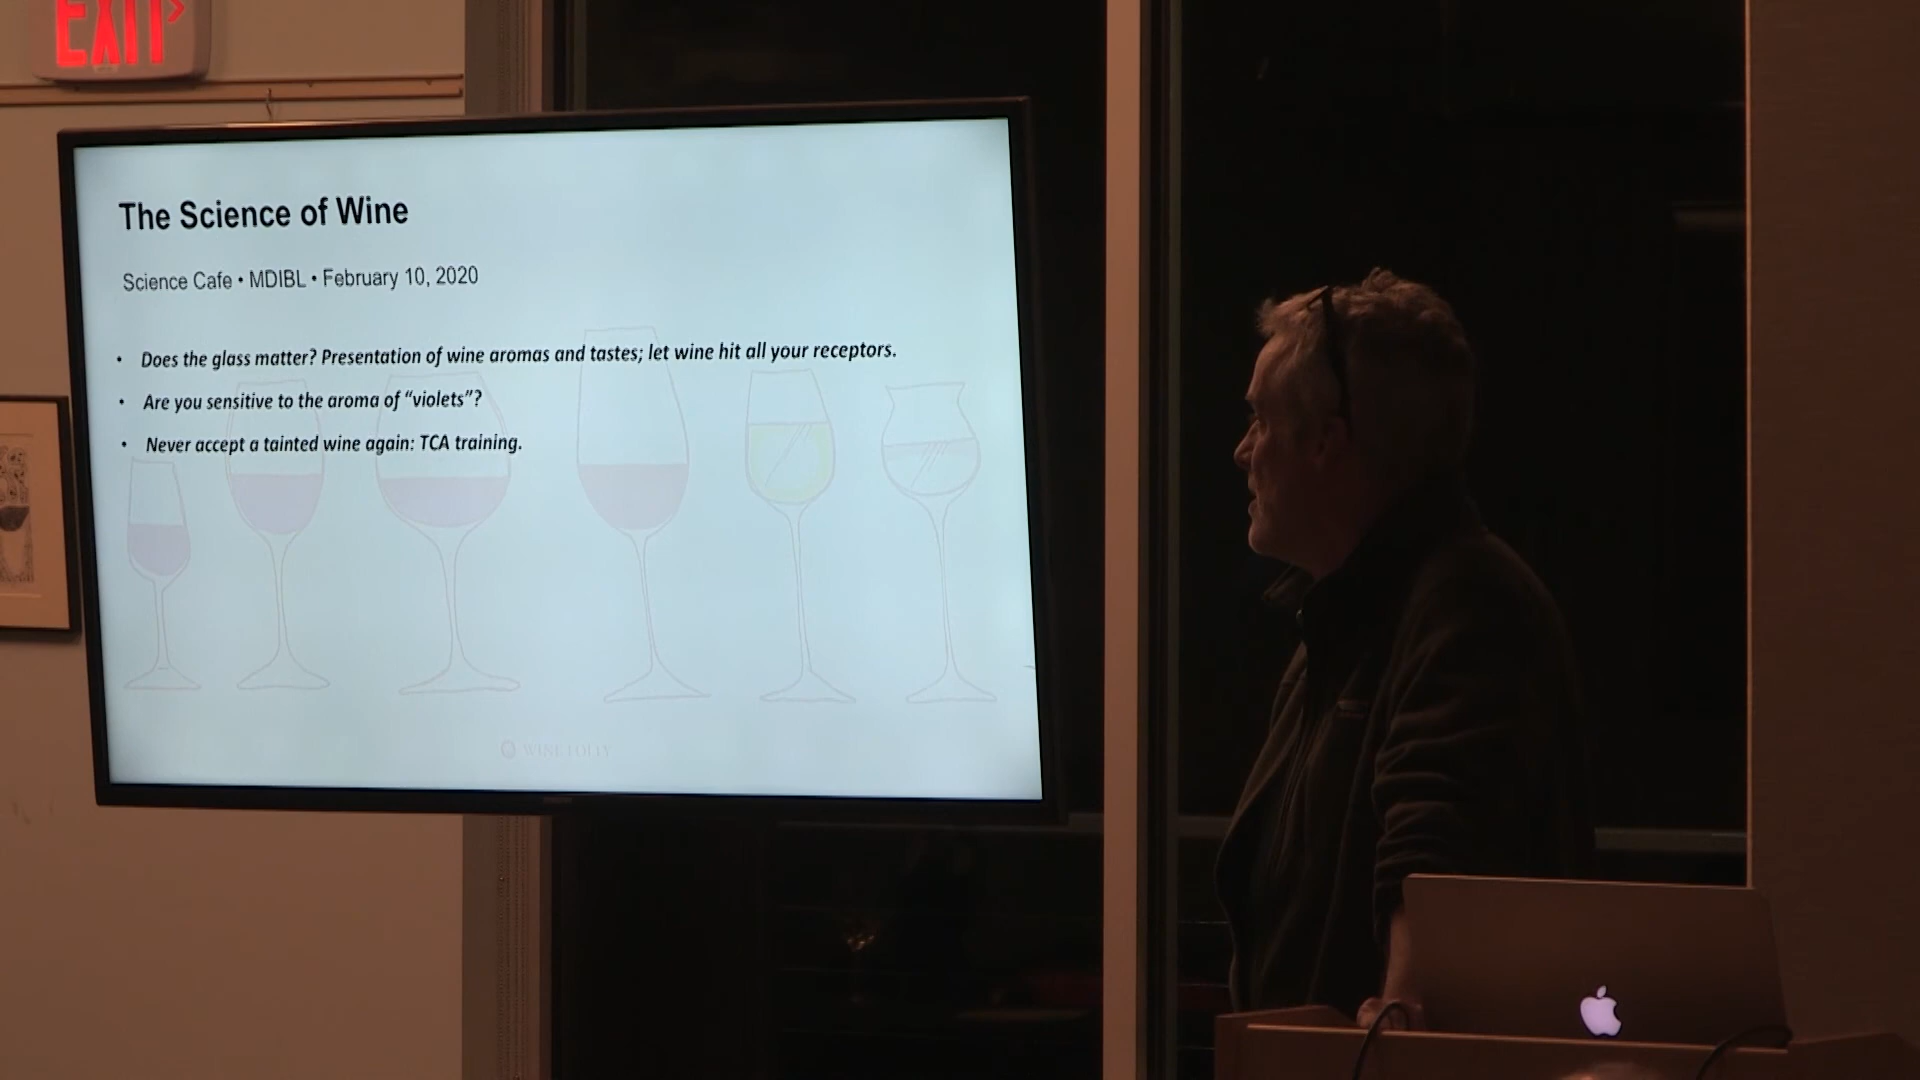 EXIT
The Science of Wine
Science Cafe • MDIBL • February 10, 2020
• Does the glass matter? Presentation of wine aromas and tastes; let wine hit all your receptors.
• Are you sensitive to the aroma of “violets”?
• Never accept a tainted wine again: TCA training.
WINE FOLLY